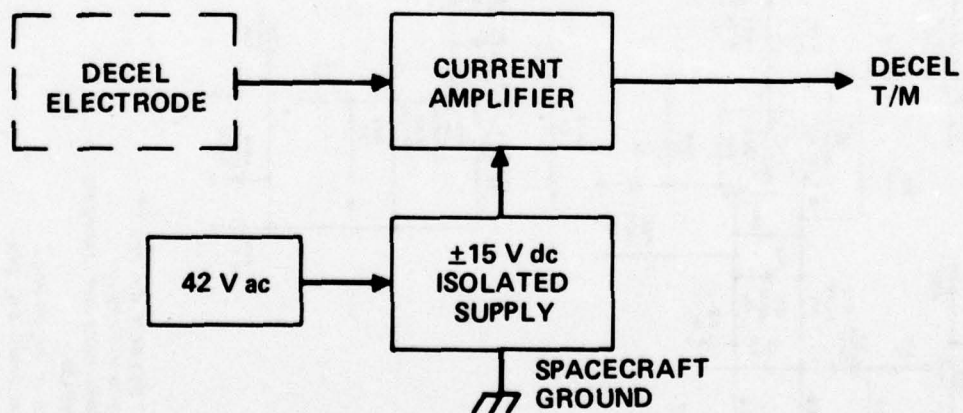 DECEL
ELECTRODE
CURRENT
AMPLIFIER
DECEL
T/M
42 V ac
±15 V dc
ISOLATED
SUPPLY
SPACECRAFT
GROUND